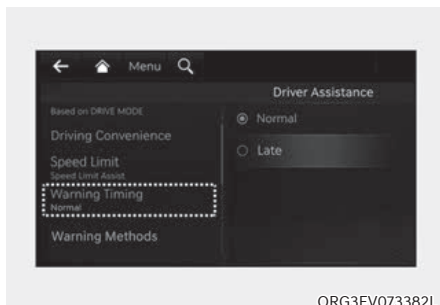 Menu
Driver Assistance
Based on DRIVE MODE
Driving Convenience
Speed Limit
Speed Limit Assist
Warning Timing
Normal
Warning Methods
Normal
Late
ORG3EV073382L